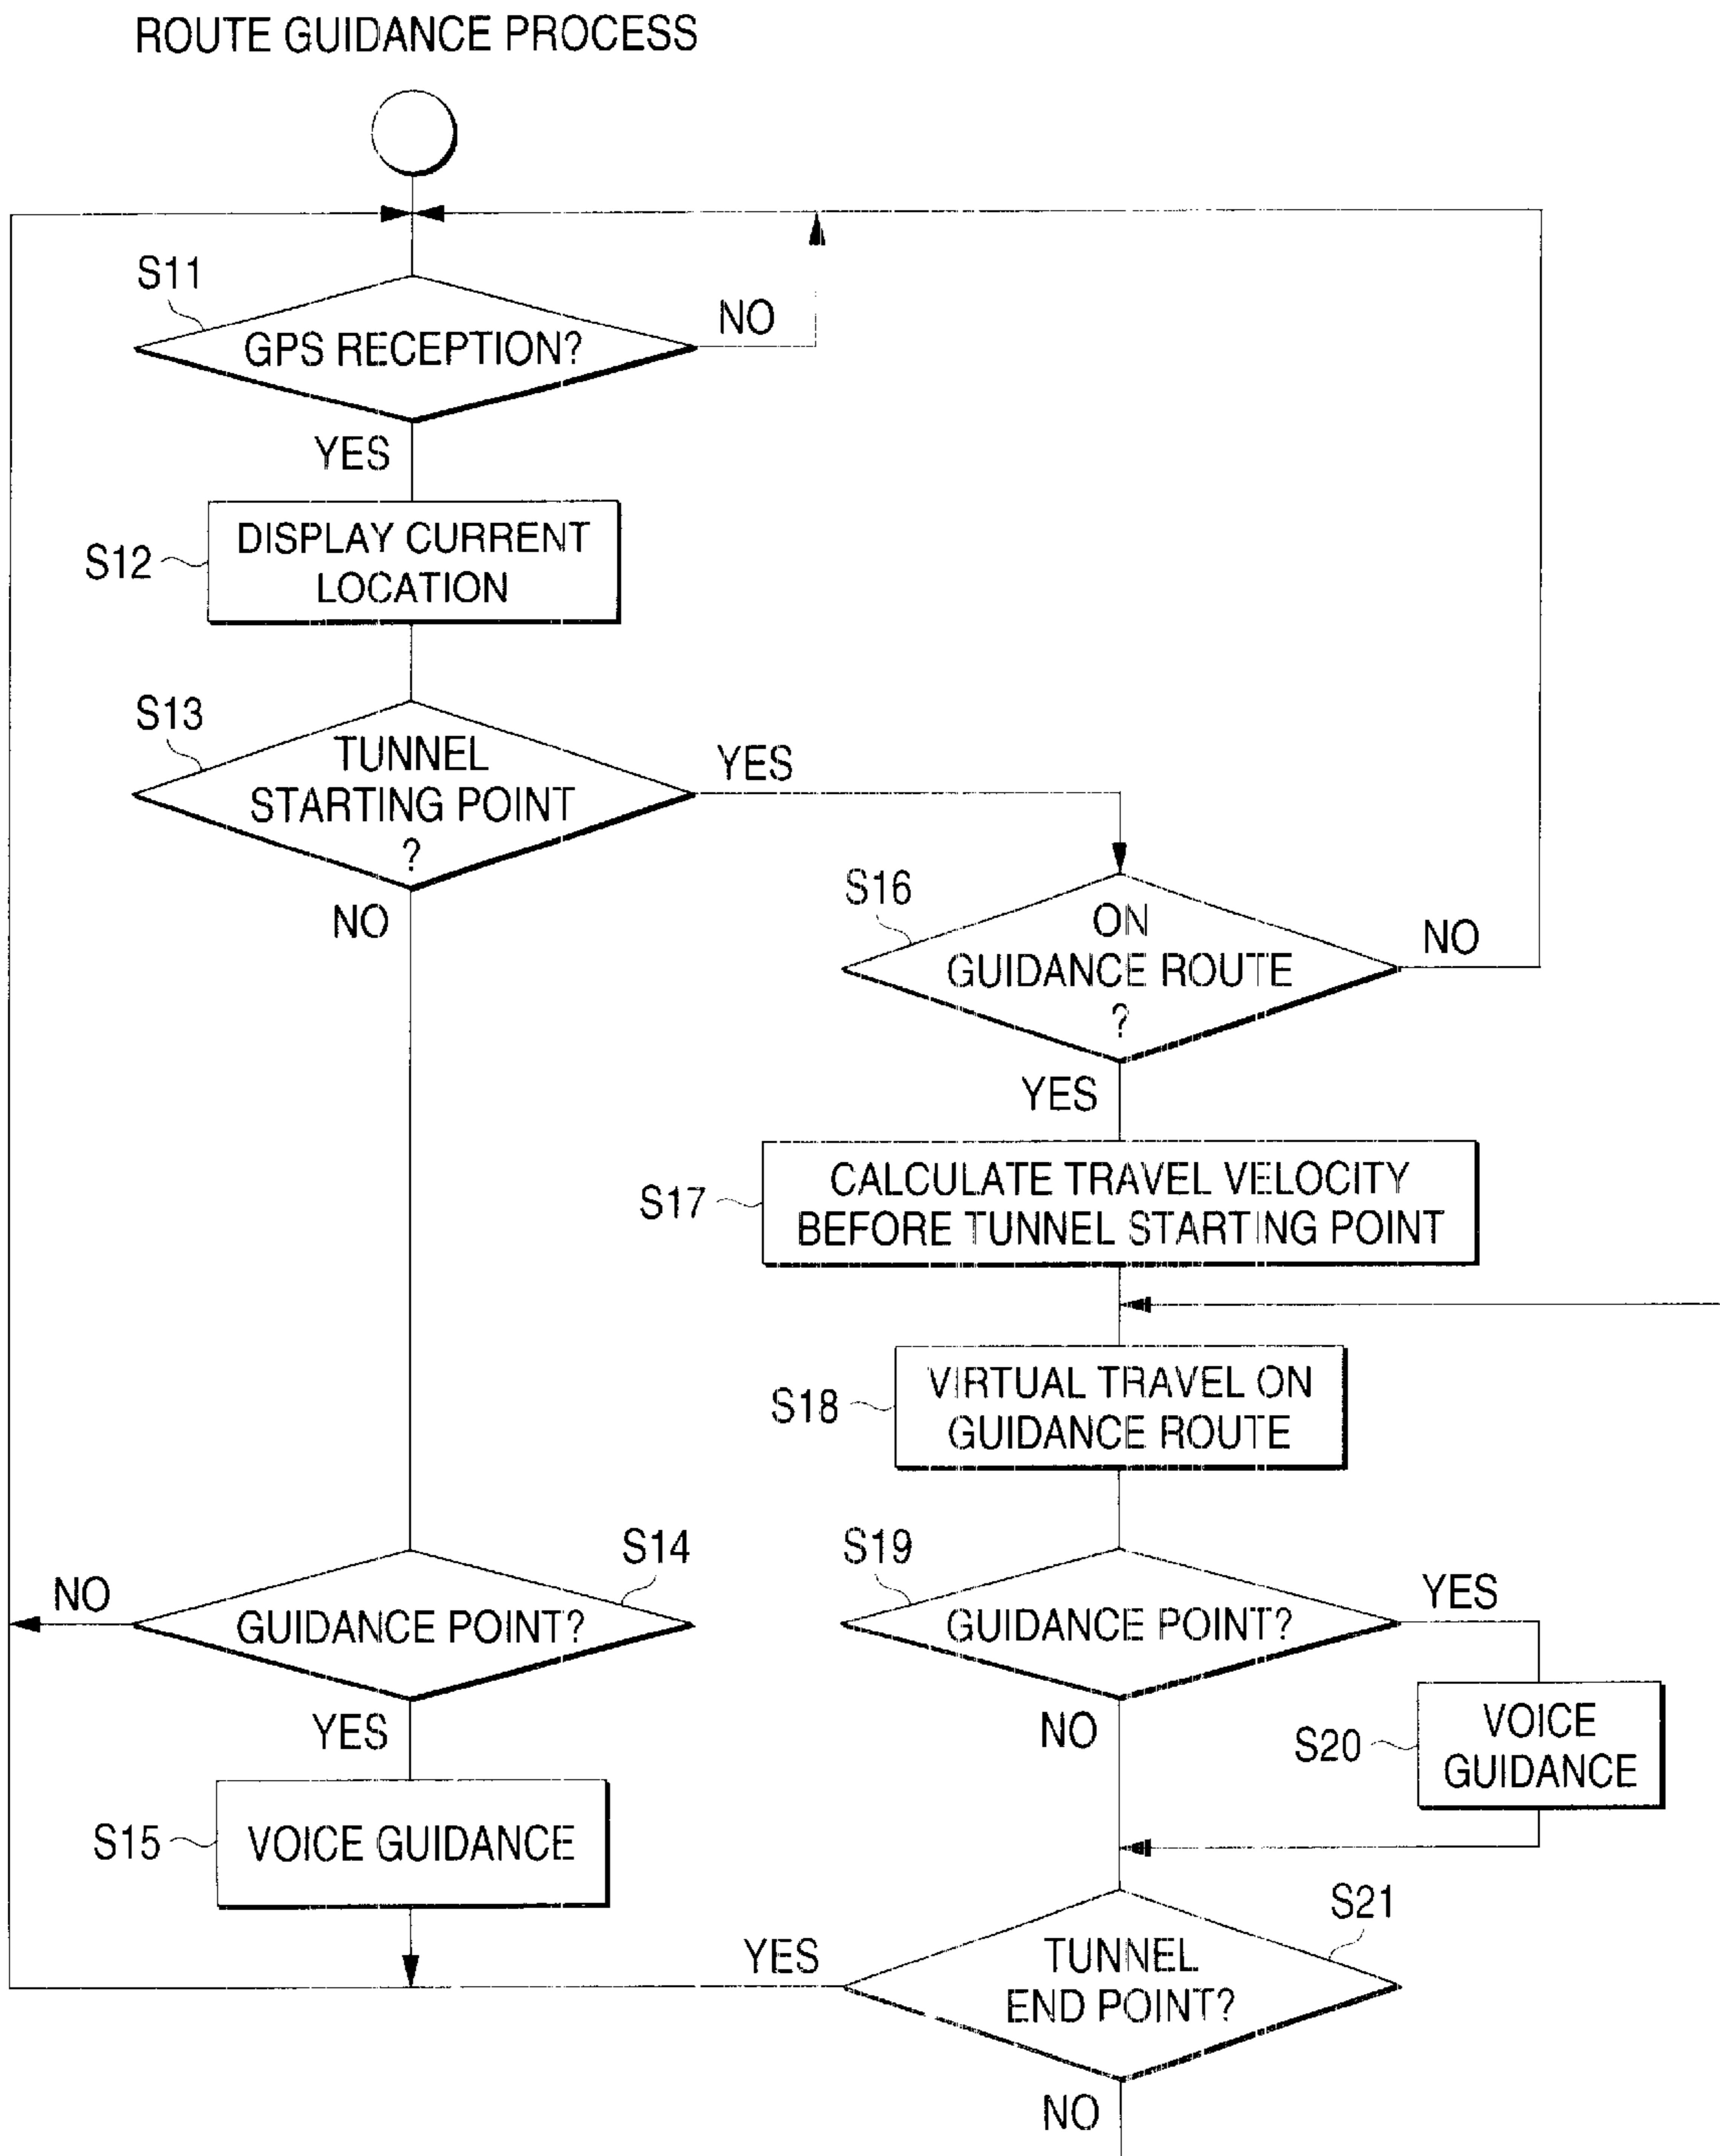 ROUTE GUIDANCE PROCESS
S11
GPS RECEPTION?
NO
YES
S12
DISPLAY CURRENT
LOCATION
S13
TUNNEL
STARTING POINT
?
YES
NO
S16
ON
GUIDANCE ROUTE
?
NO
YES
S17
CALCULATE TRAVEL VELOCITY
BEFORE TUNNEL STARTING POINT
S18
VIRTUAL TRAVEL ON
GUIDANCE ROUTE
S14
GUIDANCE POINT?
NO
YES
S15
VOICE GUIDANCE
S19
GUIDANCE POINT?
YES
NO
S20
VOICE
GUIDANCE
S21
TUNNEL
END POINT?
YES
NO